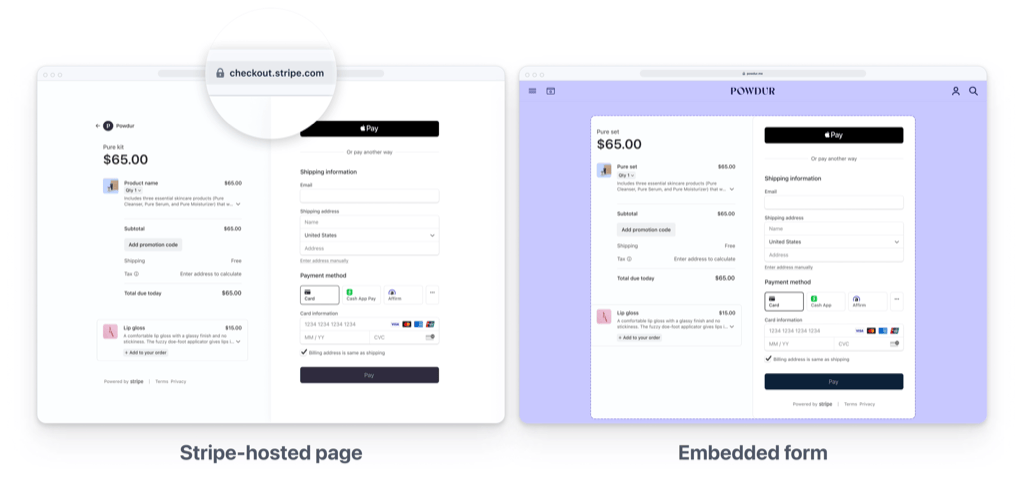 checkout.stripe.com
← P Powdur
Pure kit
$65.00
Product name $65.00
Qty 1
Includes three essential skincare products (Pure
Cleanser, Pure Serum, and Pure Moisturizer) that w...
Subtotal $65.00
Add promotion code
Shipping Free
Tax Enter address to calculate
Total due today $65.00
Lip gloss $15.00
A comfortable lip gloss with a glossy finish and no
stickiness. The fuzzy doe-foot applicator gives lips i...
+ Add to your order
Powered by stripe | Terms Privacy
Pay
Or pay another way
Shipping information
Email
Shipping address
Name
United States
Address
Enter address manually
Payment method
Card Cash App Pay Affirm
Card information
1234 1234 1234 1234 VISA
MM / YY CVC
Billing address is same as shipping
Pay
Stripe-hosted page
POWDUR
Pure set
$65.00
Pure set $65.00
Qty 1
Includes three essential skincare products (Pure
Cleanser, Pure Serum, and Pure Moisturizer) that w...
Subtotal $65.00
Add promotion code
Shipping Free
Tax Enter address to calculate
Total due today $65.00
Lip gloss $15.00
A comfortable lip gloss with a glossy finish and no
stickiness. The fuzzy doe-foot applicator gives lips i...
+ Add to your order
Pay
Or pay another way
Shipping information
Email
Shipping address
Name
United States
Address
Enter address manually
Payment method
Card Cash App Affirm
Card information
1234 1234 1234 1234 VISA
MM / YY CVC
Billing address is same as shipping
Pay
Powered by stripe | Terms Privacy
Embedded form